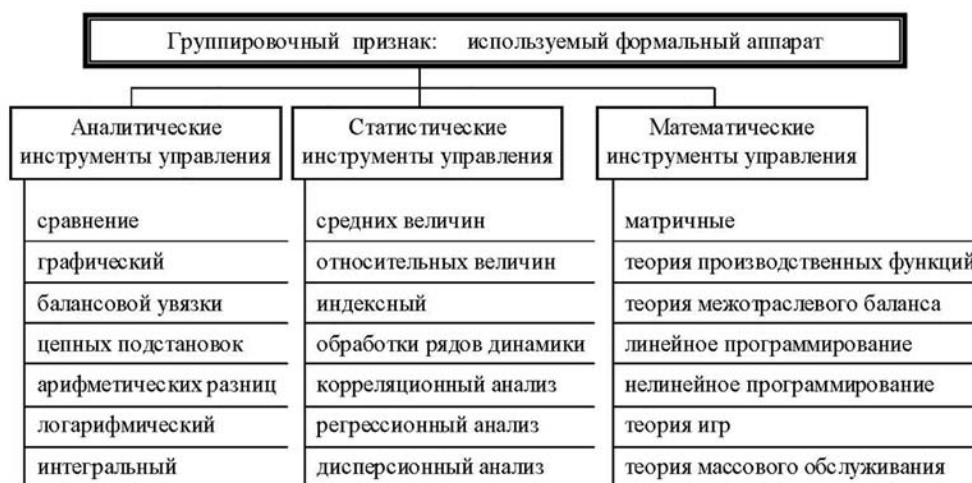 Группировочный признак: используемый формальный аппарат
Аналитические
инструменты управления
сравнение
графический
балансовой увязки
цепных подстановок
арифметических разниц
логарифмический
интегральный
Статистические
инструменты управления
средних величин
относительных величин
индексный
обработки рядов динамики
корреляционный анализ
регрессионный анализ
дисперсионный анализ
Математические
инструменты управления
матричные
теория производственных функций
теория межотраслевого баланса
линейное программирование
нелинейное программирование
теория игр
теория массового обслуживания